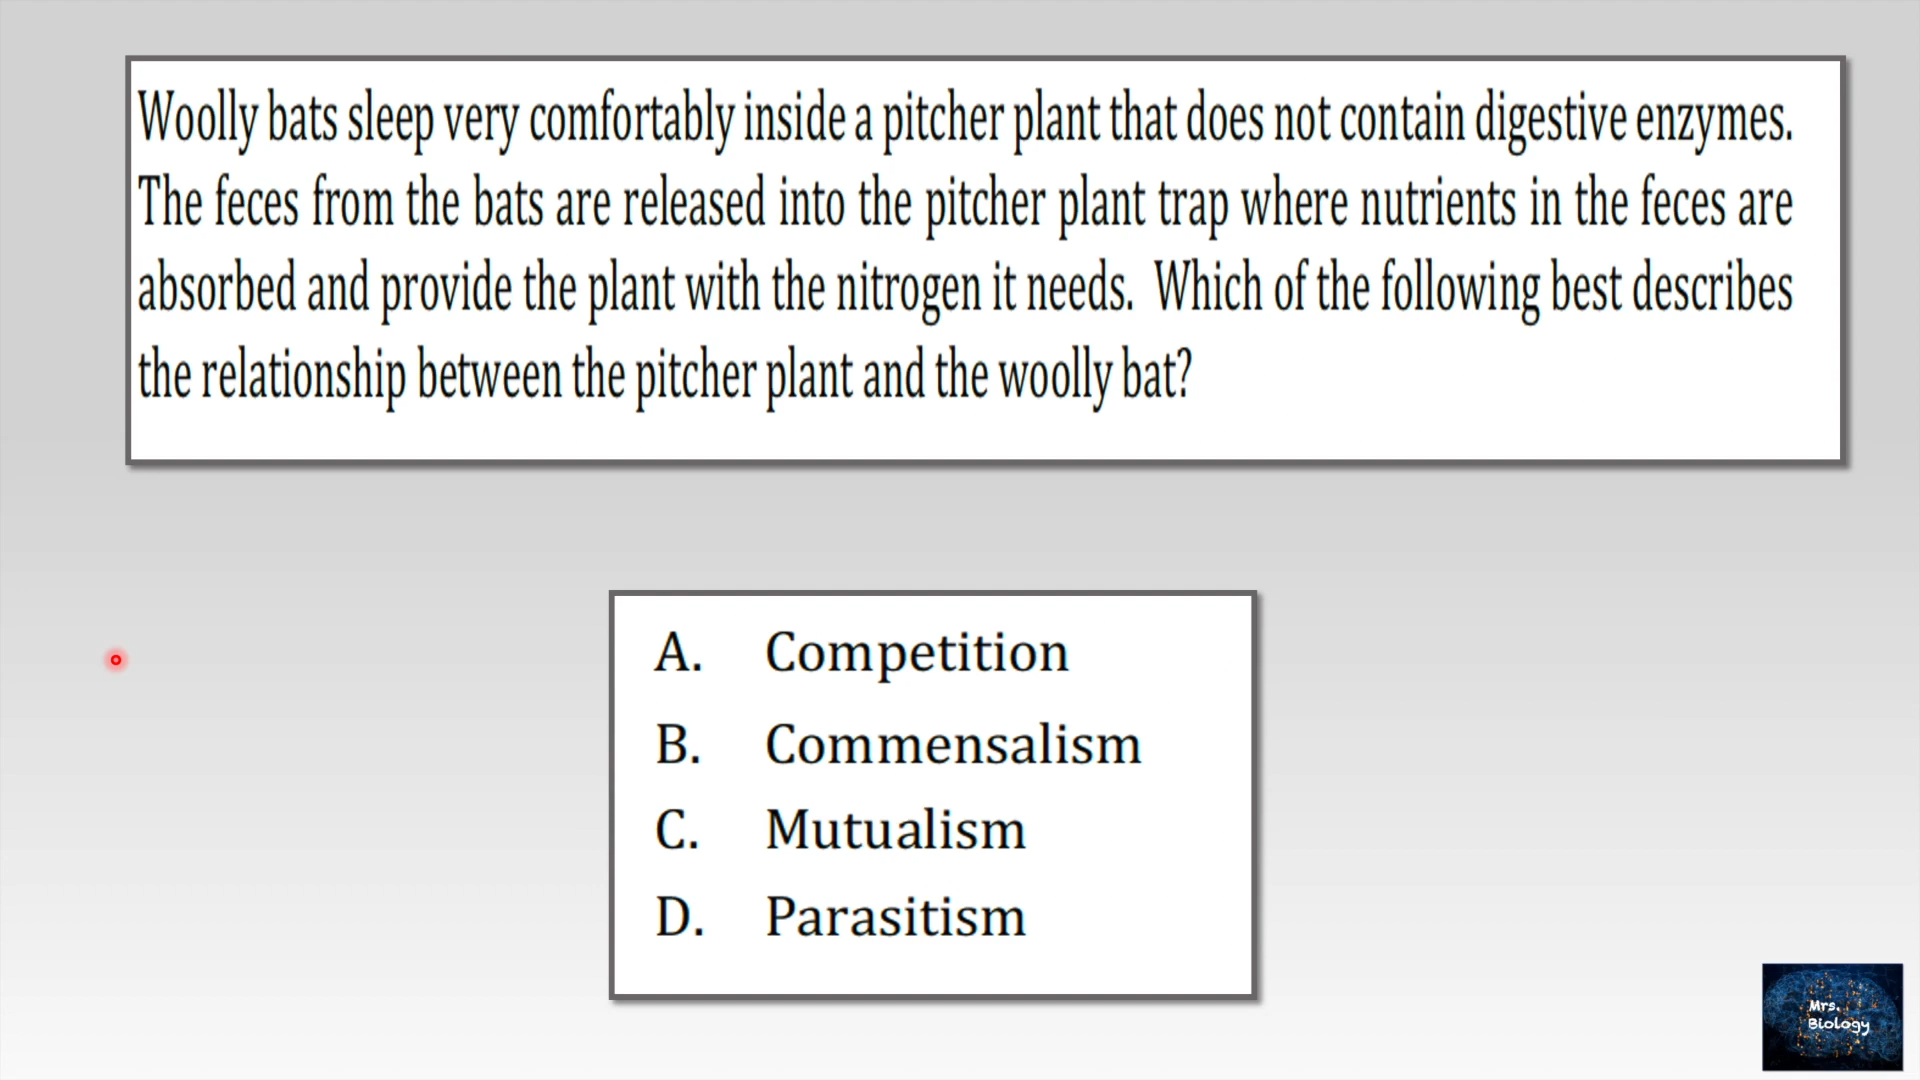 Woolly bats sleep very comfortably inside a pitcher plant that does not contain digestive enzymes.
The feces from the bats are released into the pitcher plant trap where nutrients in the feces are
absorbed and provide the plant with the nitrogen it needs. Which of the following best describes
the relationship between the pitcher plant and the woolly bat?
A. Competition
B. Commensalism
C. Mutualism
D. Parasitism
Mrs.
Biology